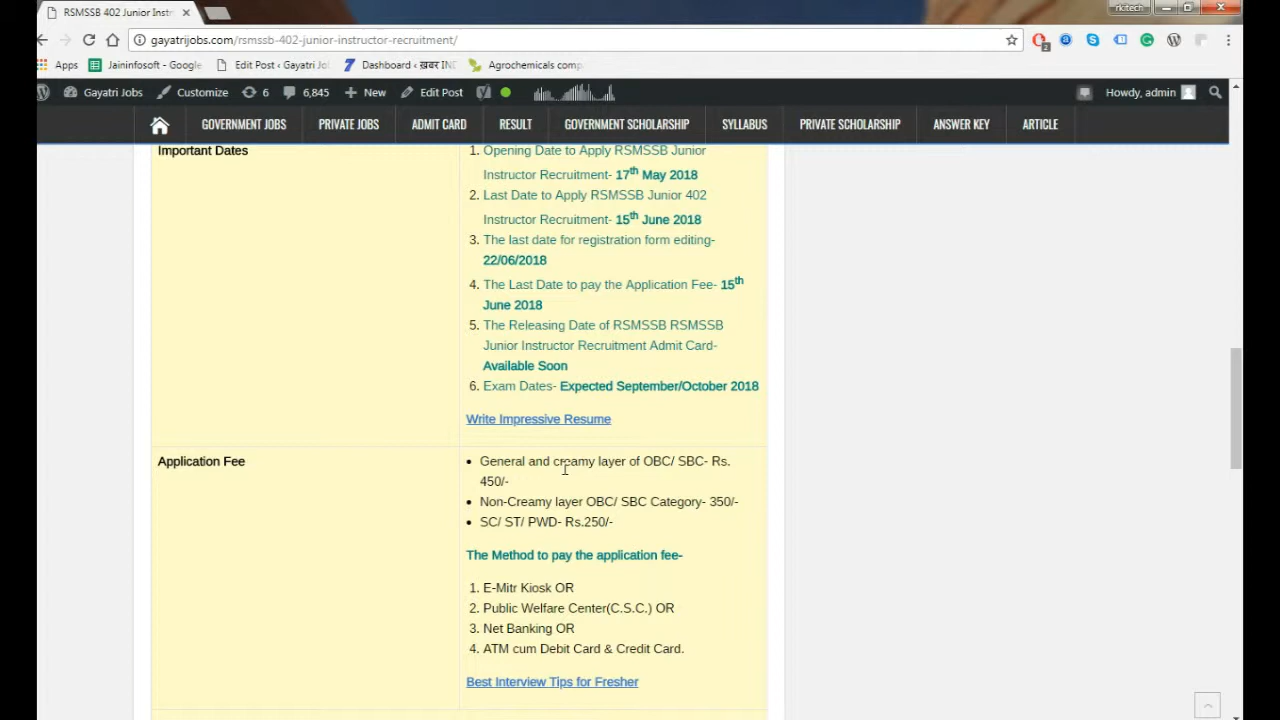 RSMSSB 402 Junior Instr
rkitech
gayatrijobs.com/rsmssb-402-junior-instructor-recruitment/
2
Apps Jaininfosoft - Google Edit Post ‹ Gayatri Jo Dashboard ‹ ख़बर IND Agrochemicals comp
Gayatri Jobs Customize 6 6,845 New Edit Post Howdy, admin
GOVERNMENT JOBS PRIVATE JOBS ADMIT CARD RESULT GOVERNMENT SCHOLARSHIP SYLLABUS PRIVATE SCHOLARSHIP ANSWER KEY ARTICLE
Important Dates
1. Opening Date to Apply RSMSSB Junior
Instructor Recruitment- 17th May 2018
2. Last Date to Apply RSMSSB Junior 402
Instructor Recruitment- 15th June 2018
3. The last date for registration form editing-
22/06/2018
4. The Last Date to pay the Application Fee- 15th
June 2018
5. The Releasing Date of RSMSSB RSMSSB
Junior Instructor Recruitment Admit Card-
Available Soon
6. Exam Dates- Expected September/October 2018
Write Impressive Resume
Application Fee
• General and creamy layer of OBC/ SBC- Rs.
450/-
• Non-Creamy layer OBC/ SBC Category- 350/-
• SC/ ST/ PWD- Rs.250/-
The Method to pay the application fee-
1. E-Mitr Kiosk OR
2. Public Welfare Center(C.S.C.) OR
3. Net Banking OR
4. ATM cum Debit Card & Credit Card.
Best Interview Tips for Fresher